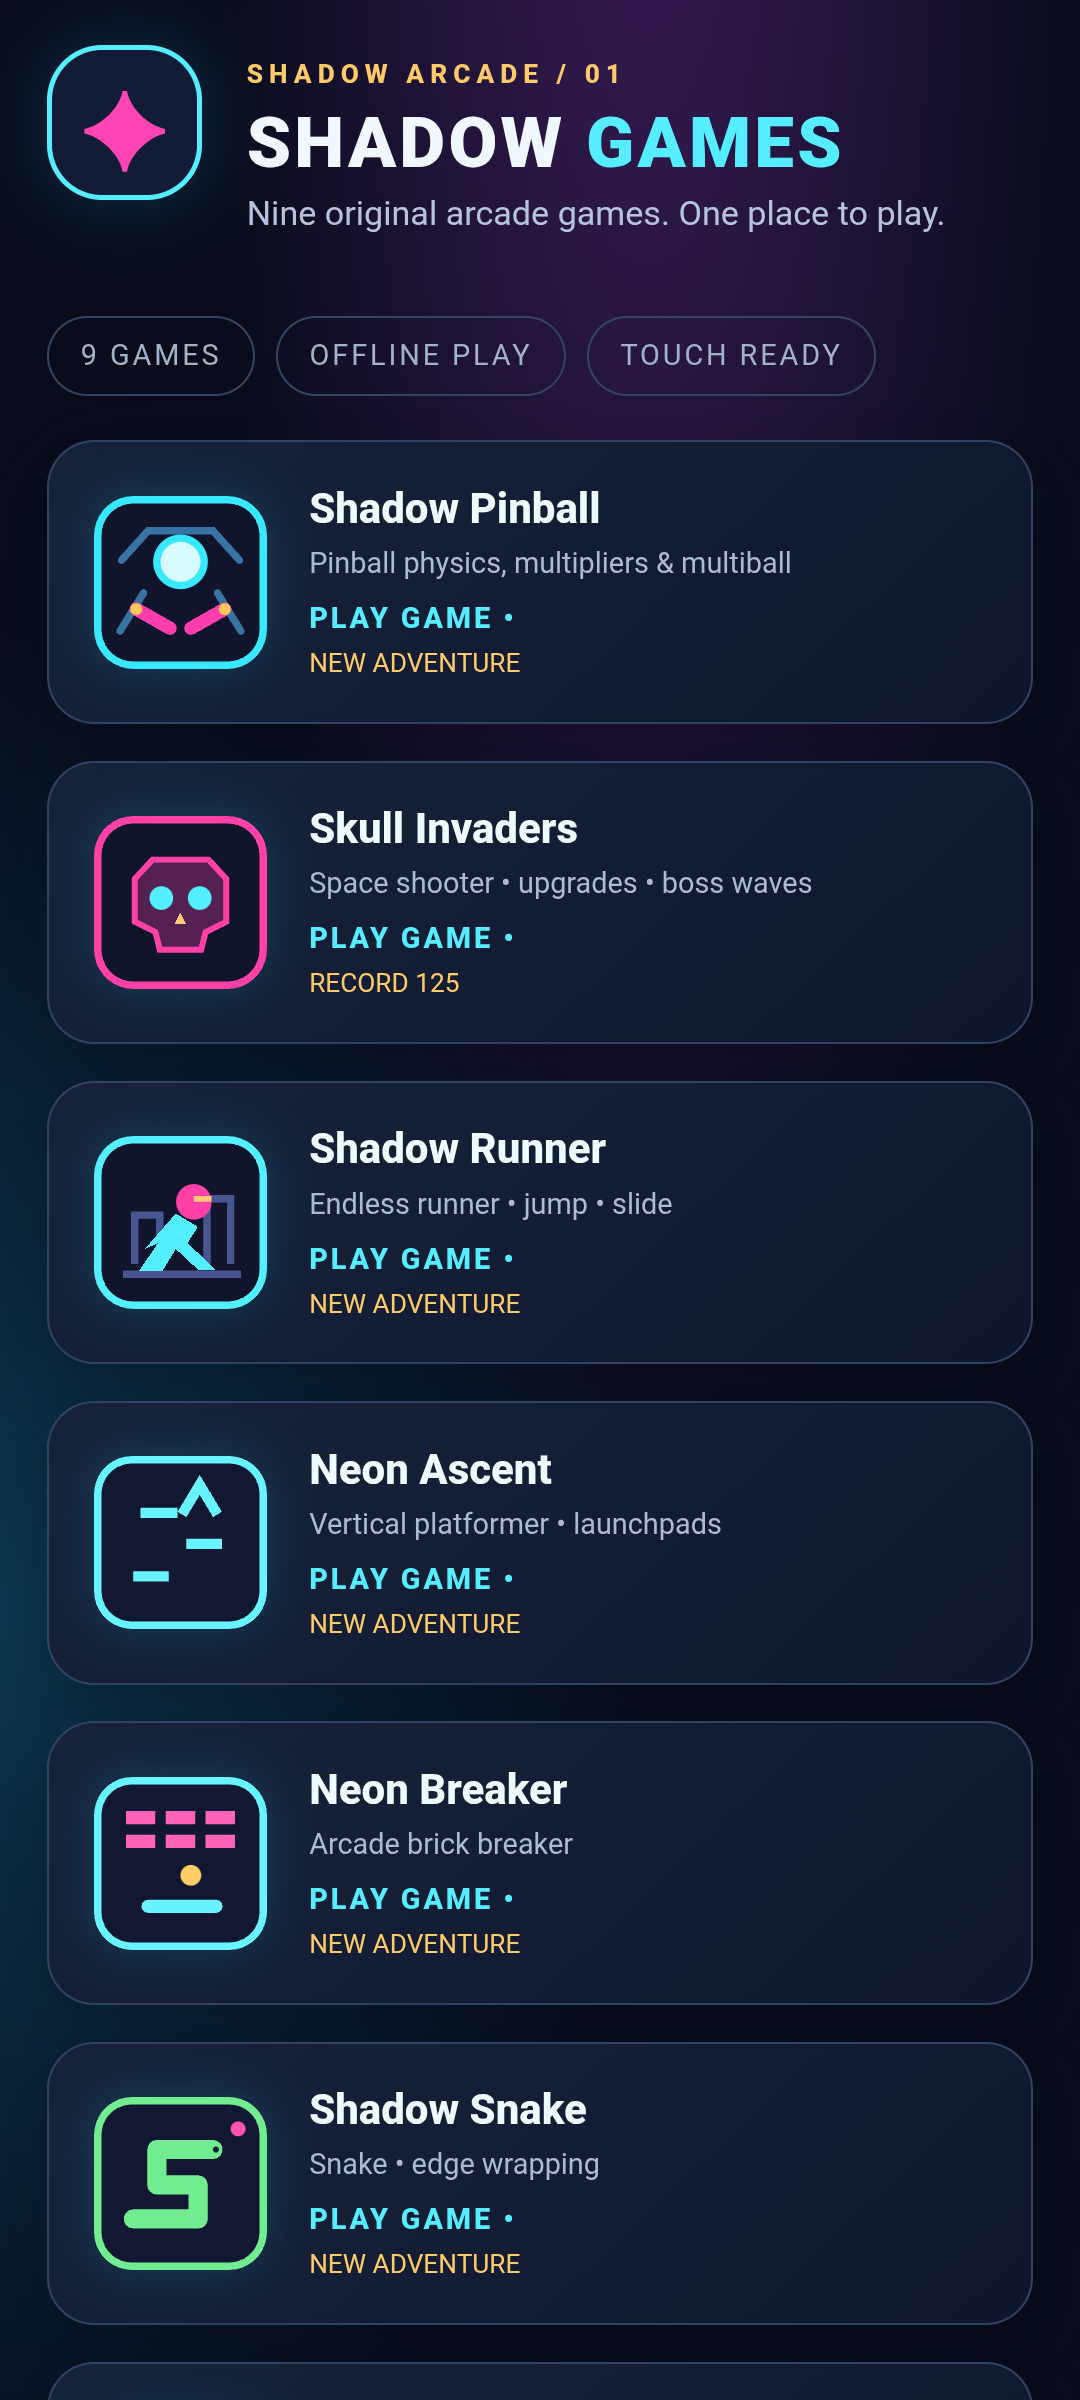 SHADOW ARCADE / 01
SHADOW GAMES
Nine original arcade games. One place to play.
9 GAMES
OFFLINE PLAY
TOUCH READY
Shadow Pinball
Pinball physics, multipliers & multiball
PLAY GAME •
NEW ADVENTURE
Skull Invaders
Space shooter • upgrades • boss waves
PLAY GAME •
RECORD 125
Shadow Runner
Endless runner • jump • slide
PLAY GAME •
NEW ADVENTURE
Neon Ascent
Vertical platformer • launchpads
PLAY GAME •
NEW ADVENTURE
Neon Breaker
Arcade brick breaker
PLAY GAME •
NEW ADVENTURE
Shadow Snake
Snake • edge wrapping
PLAY GAME •
NEW ADVENTURE